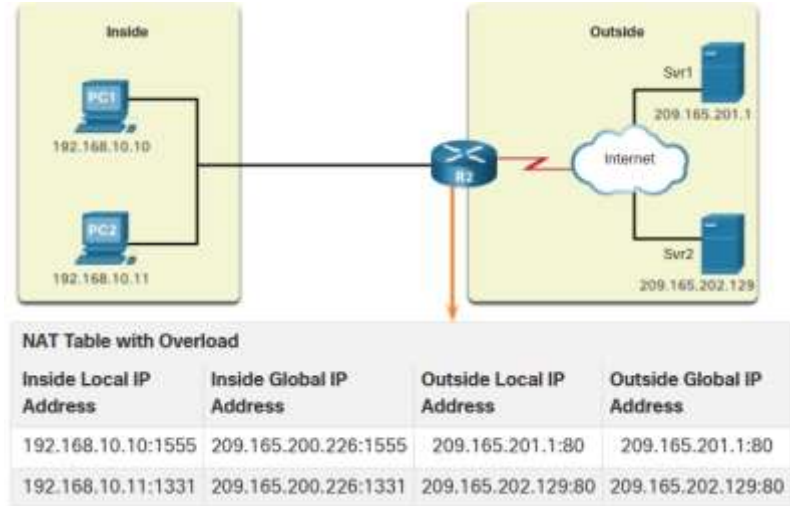 Inside
Outside
PC1
192.168.10.10
PC2
192.168.10.11
R2
Internet
Svr1
209.165.201.1
Svr2
209.165.202.129
NAT Table with Overload
Inside Local IP Address
Inside Global IP Address
Outside Local IP Address
Outside Global IP Address
192.168.10.10:1555 209.165.200.226:1555 209.165.201.1:80 209.165.201.1:80
192.168.10.11:1331 209.165.200.226:1331 209.165.202.129:80 209.165.202.129:80